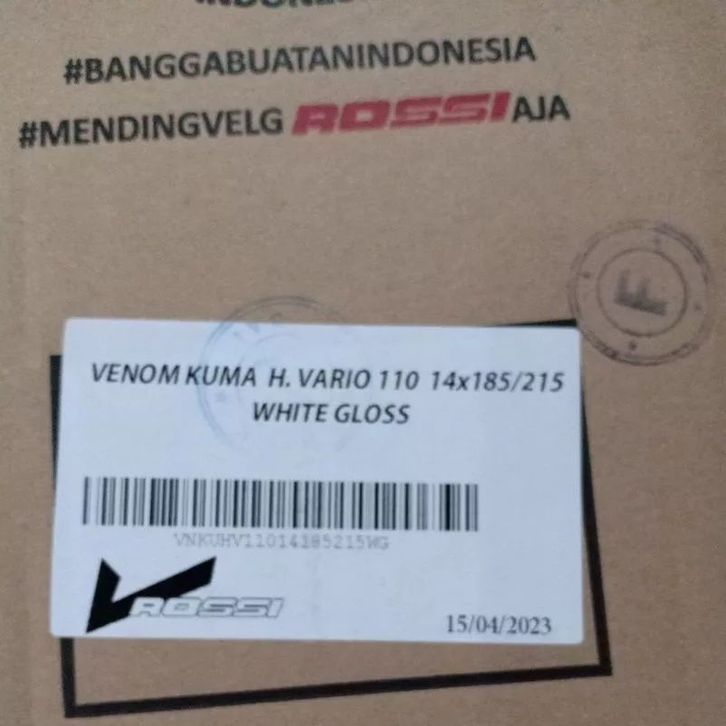 #BANGGABUATANINDONESIA
#MENDINGVELG ROSSI AJA
VENOM KUMA H. VARIO 110 14x185/215
WHITE GLOSS
VNKUHV11014185215WG
ROSSI
15/04/2023